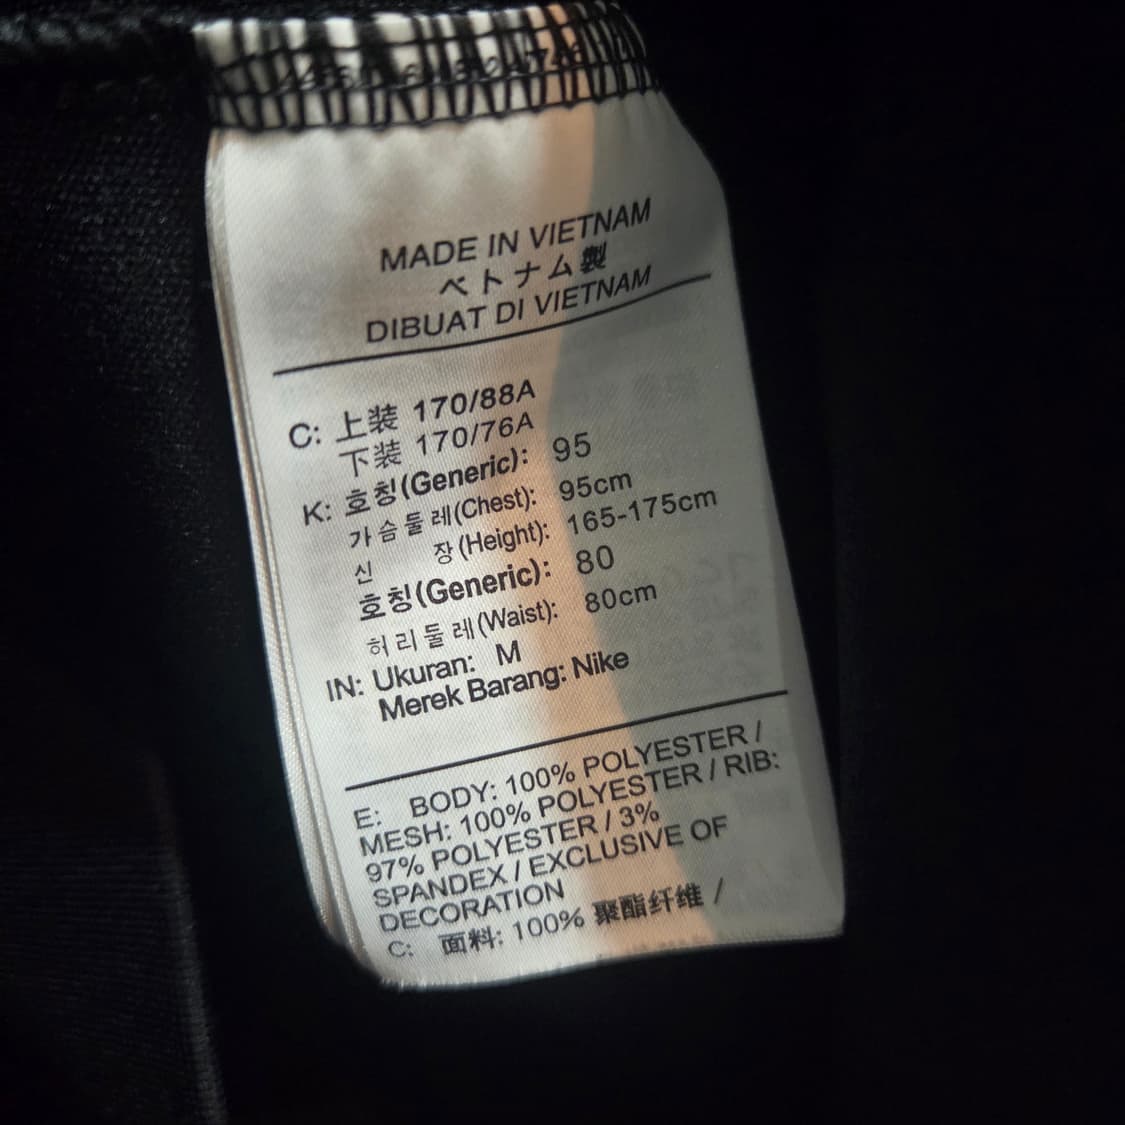 MADE IN VIETNAM
ベトナム製
DIBUAT DI VIETNAM
C: 上装 170/88A
下装 170/76A
K: 호칭(Generic): 95
가슴둘레(Chest): 95cm
신 장(Height): 165-175cm
호칭(Generic): 80
허리둘레(Waist): 80cm
IN: Ukuran: M
Merek Barang: Nike
E: BODY: 100% POLYESTER /
MESH: 100% POLYESTER / RIB:
97% POLYESTER / 3%
SPANDEX / EXCLUSIVE OF
DECORATION
C: 面料: 100% 聚酯纤维 /